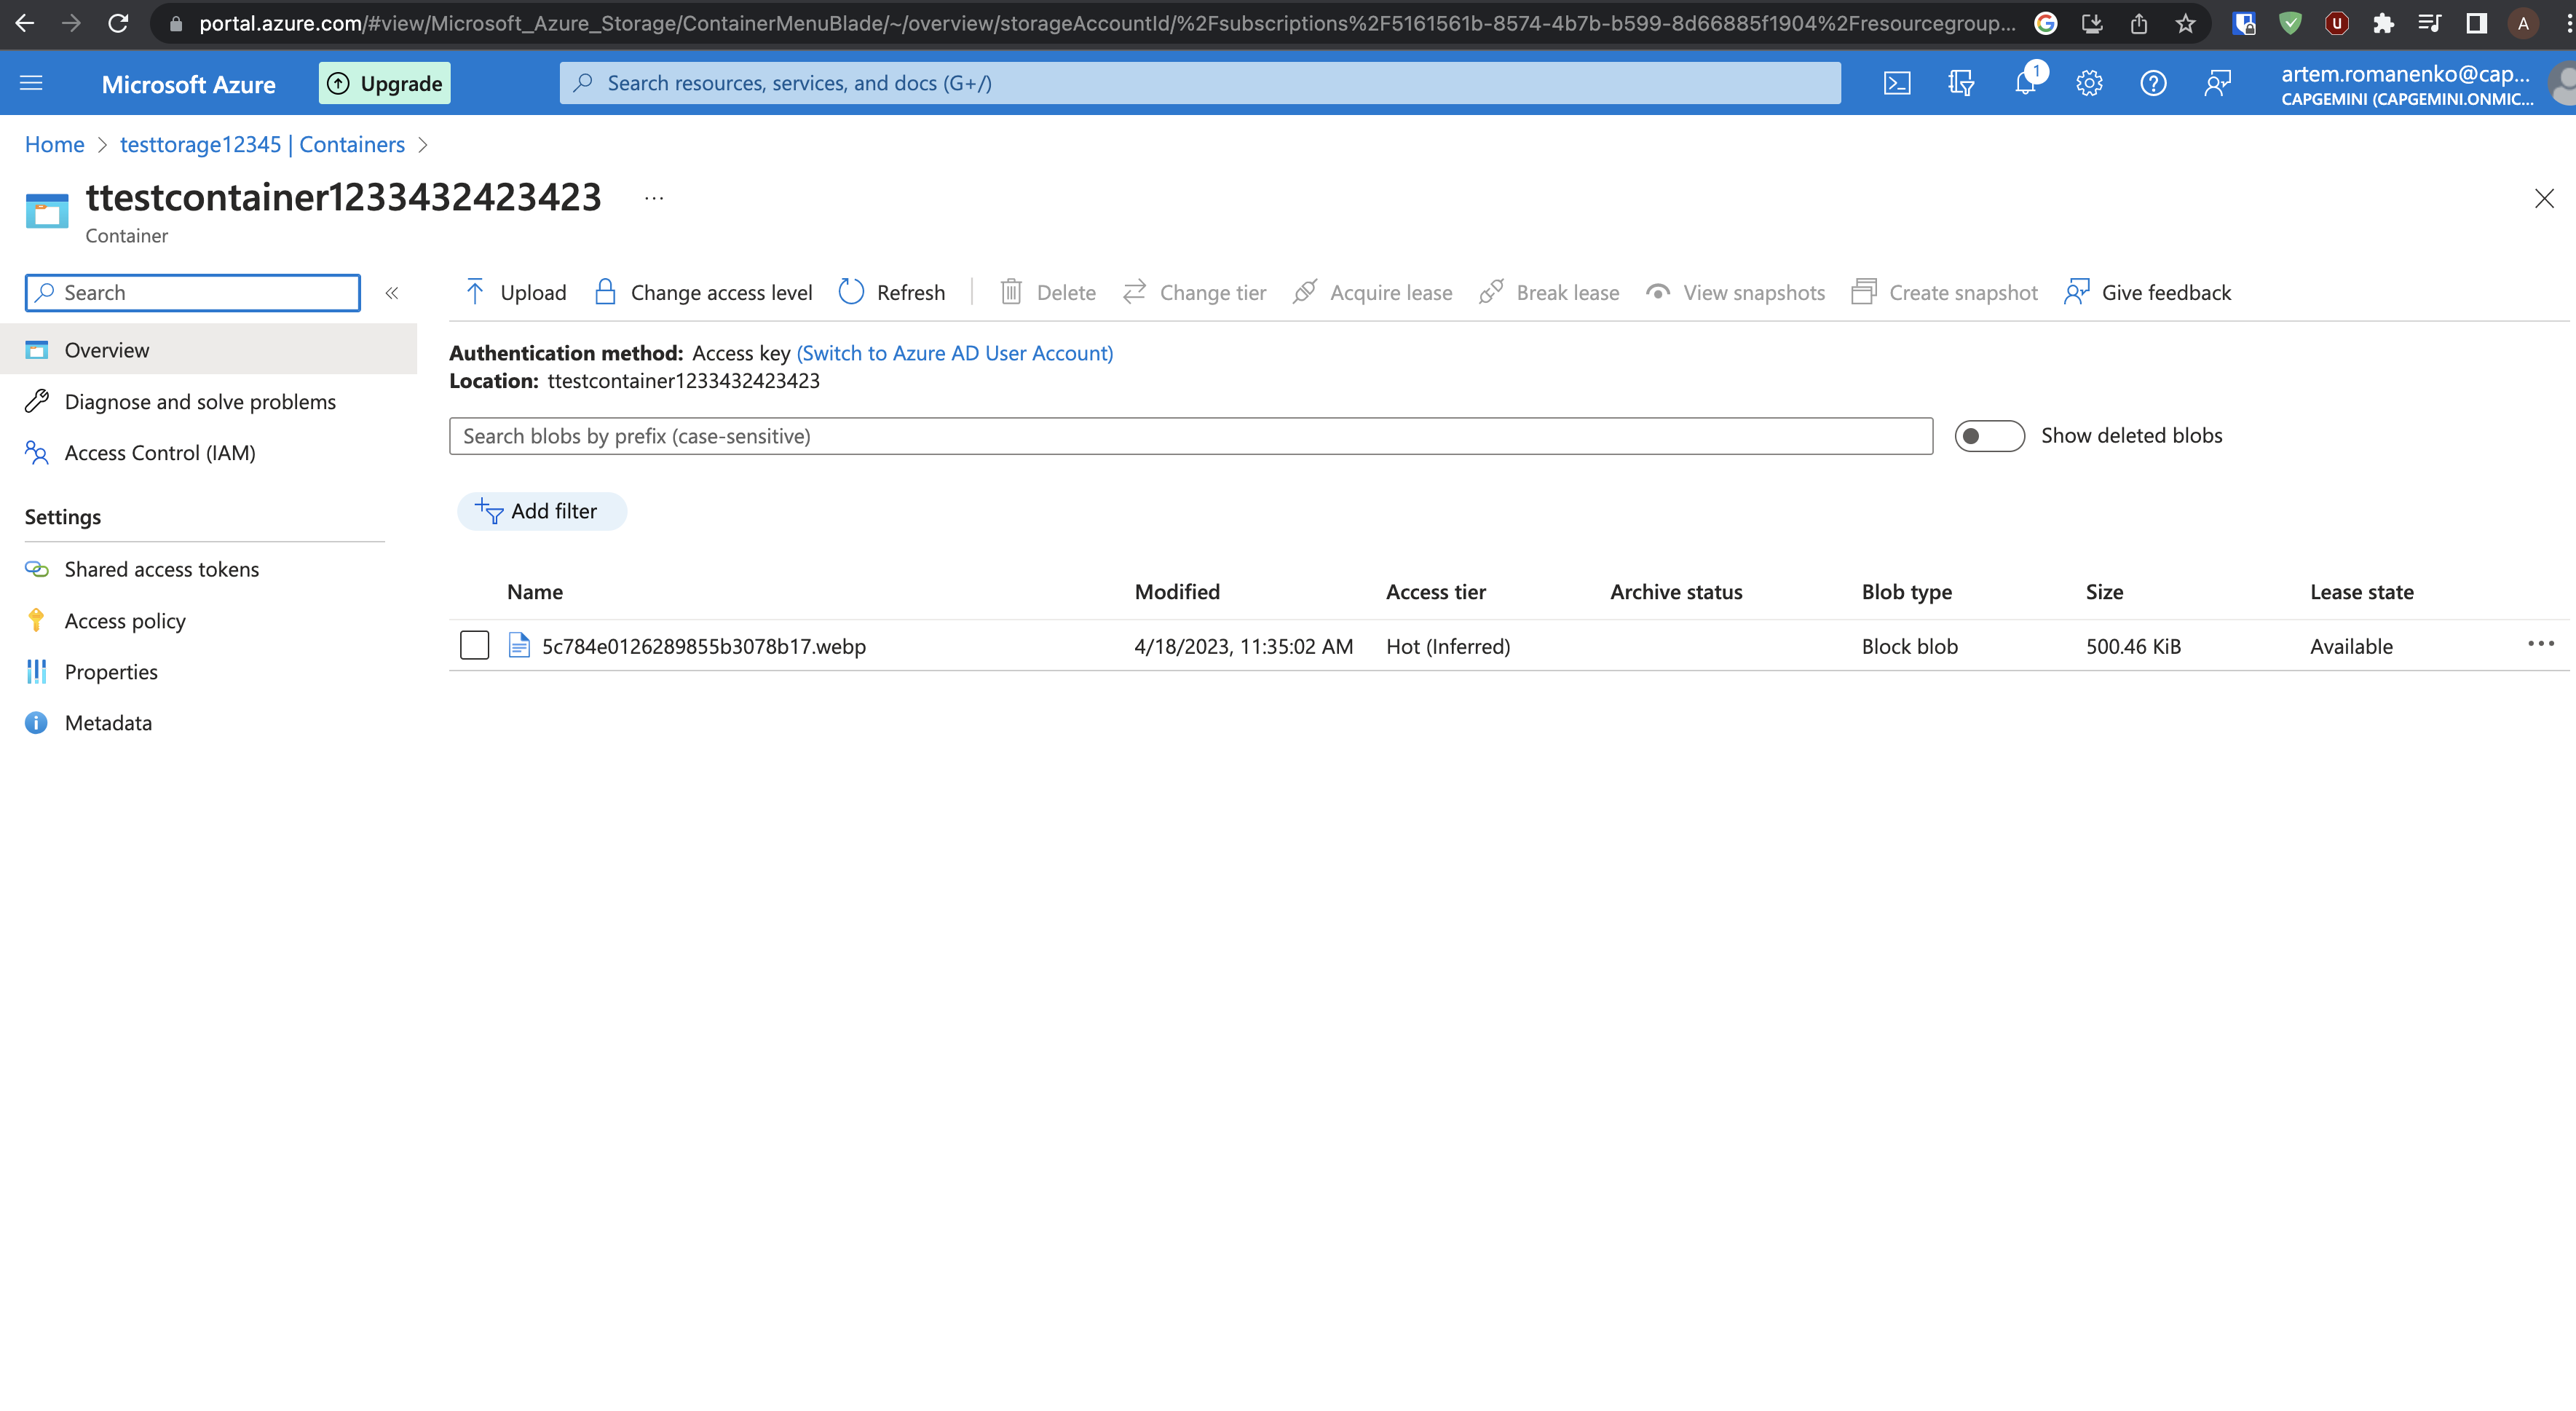 portal.azure.com/#view/Microsoft_Azure_Storage/ContainerMenuBlade/~/overview/storageAccountId/%2Fsubscriptions%2F5161561b-8574-4b7b-b599-8d66885f1904%2Fresourcegroup...
A
Microsoft Azure
Upgrade
Search resources, services, and docs (G+/)
1
artem.romanenko@cap...
CAPGEMINI (CAPGEMINI.ONMIC...
Home > testtorage12345 | Containers >
ttestcontainer1233432423423 ...
Container
Search
«
Upload Change access level Refresh Delete Change tier Acquire lease Break lease View snapshots Create snapshot Give feedback
Overview
Diagnose and solve problems
Access Control (IAM)
Settings
Shared access tokens
Access policy
Properties
Metadata
Authentication method: Access key (Switch to Azure AD User Account)
Location: ttestcontainer1233432423423
Search blobs by prefix (case-sensitive)
Show deleted blobs
Add filter
Name Modified Access tier Archive status Blob type Size Lease state
5c784e0126289855b3078b17.webp 4/18/2023, 11:35:02 AM Hot (Inferred) Block blob 500.46 KiB Available ...